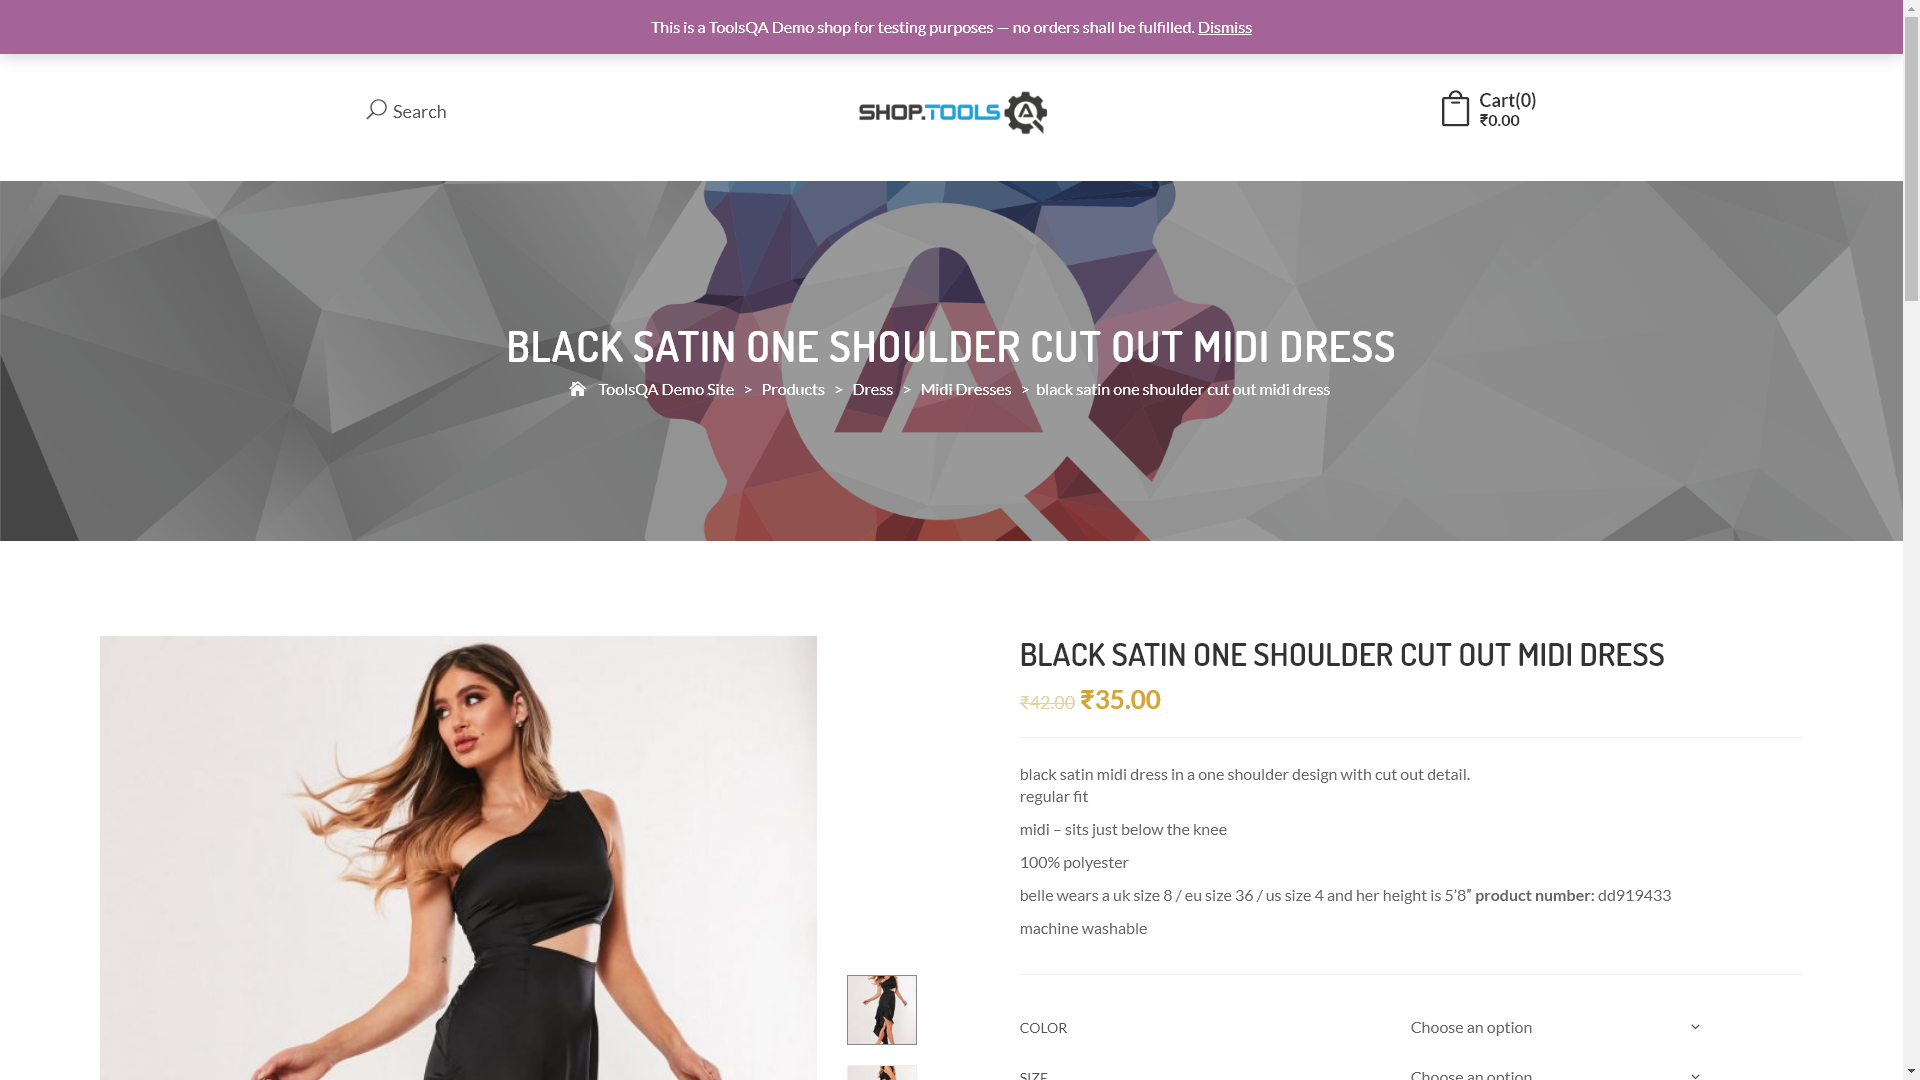 This is a ToolsQA Demo shop for testing purposes — no orders shall be fulfilled. Dismiss
Search
SHOP.TOOLS
Cart(0)
₹0.00
BLACK SATIN ONE SHOULDER CUT OUT MIDI DRESS
ToolsQA Demo Site > Products > Dress > Midi Dresses > black satin one shoulder cut out midi dress
BLACK SATIN ONE SHOULDER CUT OUT MIDI DRESS
₹42.00 ₹35.00
black satin midi dress in a one shoulder design with cut out detail.
regular fit
midi – sits just below the knee
100% polyester
belle wears a uk size 8 / eu size 36 / us size 4 and her height is 5’8” product number: dd919433
machine washable
COLOR
Choose an option
SIZE
Choose an option